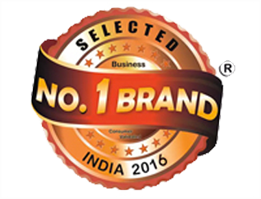 SELECTED
Business
NO. 1 BRAND
®
INDIA 2016